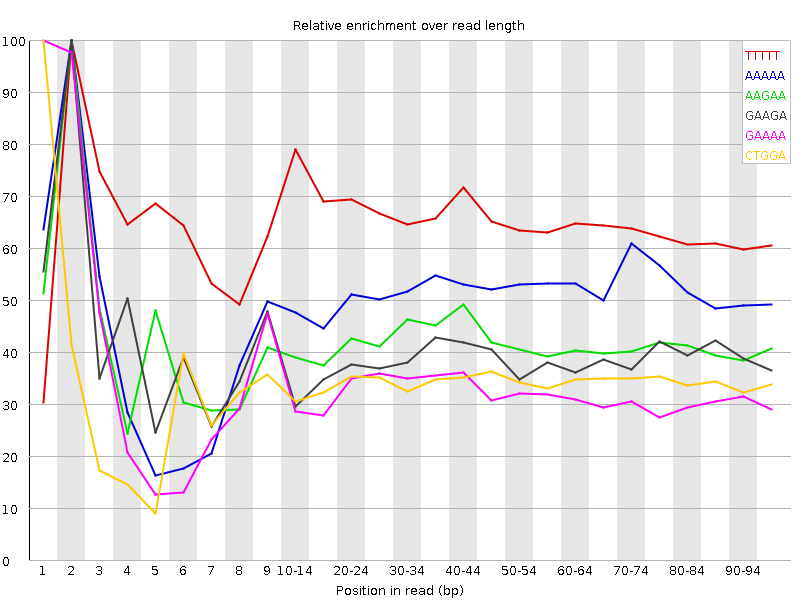 Relative enrichment over read length
100
90
80
70
60
50
40
30
20
10
0
TTTTT
AAAAA
AAGAA
GAAGA
GAAAA
CTGGA
1 2 3 4 5 6 7 8 9 10-14 20-24 30-34 40-44 50-54 60-64 70-74 80-84 90-94
Position in read (bp)